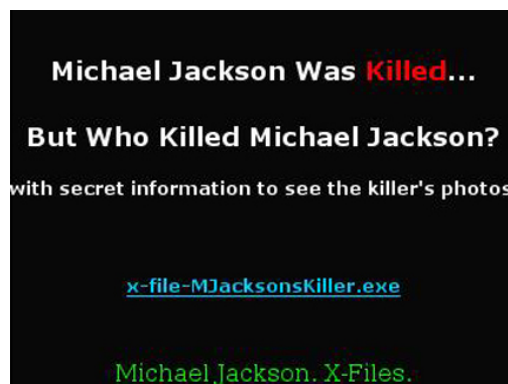 Michael Jackson Was Killed...
But Who Killed Michael Jackson?
with secret information to see the killer's photos
x-file-MJacksonsKiller.exe
Michael Jackson. X-Files.